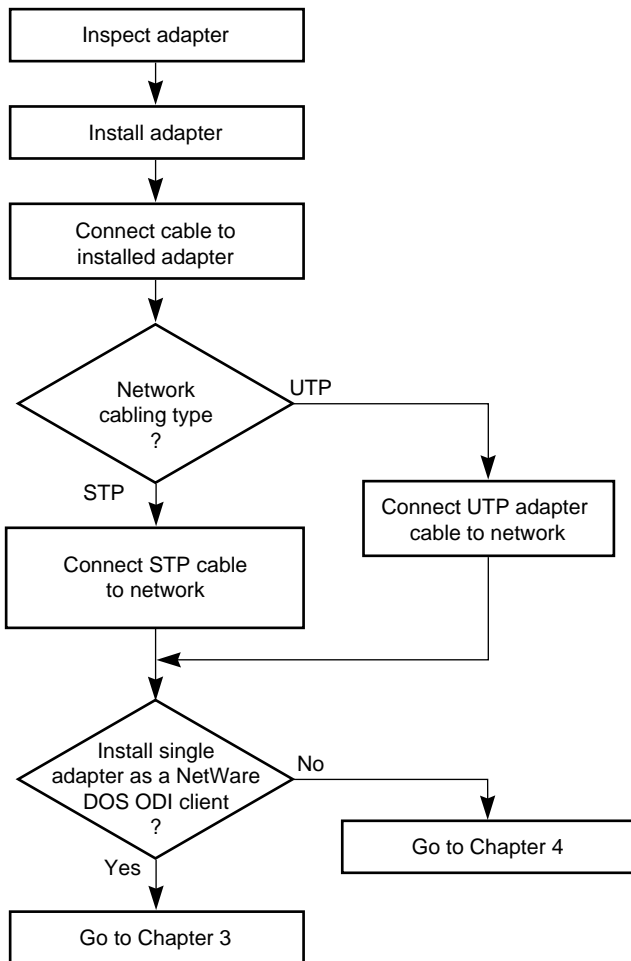 Inspect adapter
Install adapter
Connect cable to
installed adapter
Network
cabling type
?
UTP
STP
Connect UTP adapter
cable to network
Connect STP cable
to network
Install single
adapter as a NetWare
DOS ODI client
?
No
Yes
Go to Chapter 4
Go to Chapter 3